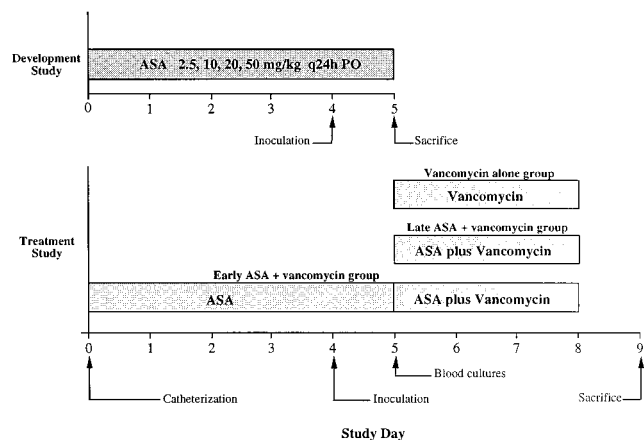 Development
Study
ASA 2.5, 10, 20, 50 mg/kg q24h PO
0 1 2 3 4 5
Inoculation Sacrifice
Vancomycin alone group
Vancomycin
Late ASA + vancomycin group
Treatment
Study
ASA plus Vancomycin
Early ASA + vancomycin group
ASA ASA plus Vancomycin
0 1 2 3 4 5 6 7 8 9
Blood cultures
Catheterization Inoculation Sacrifice
Study Day